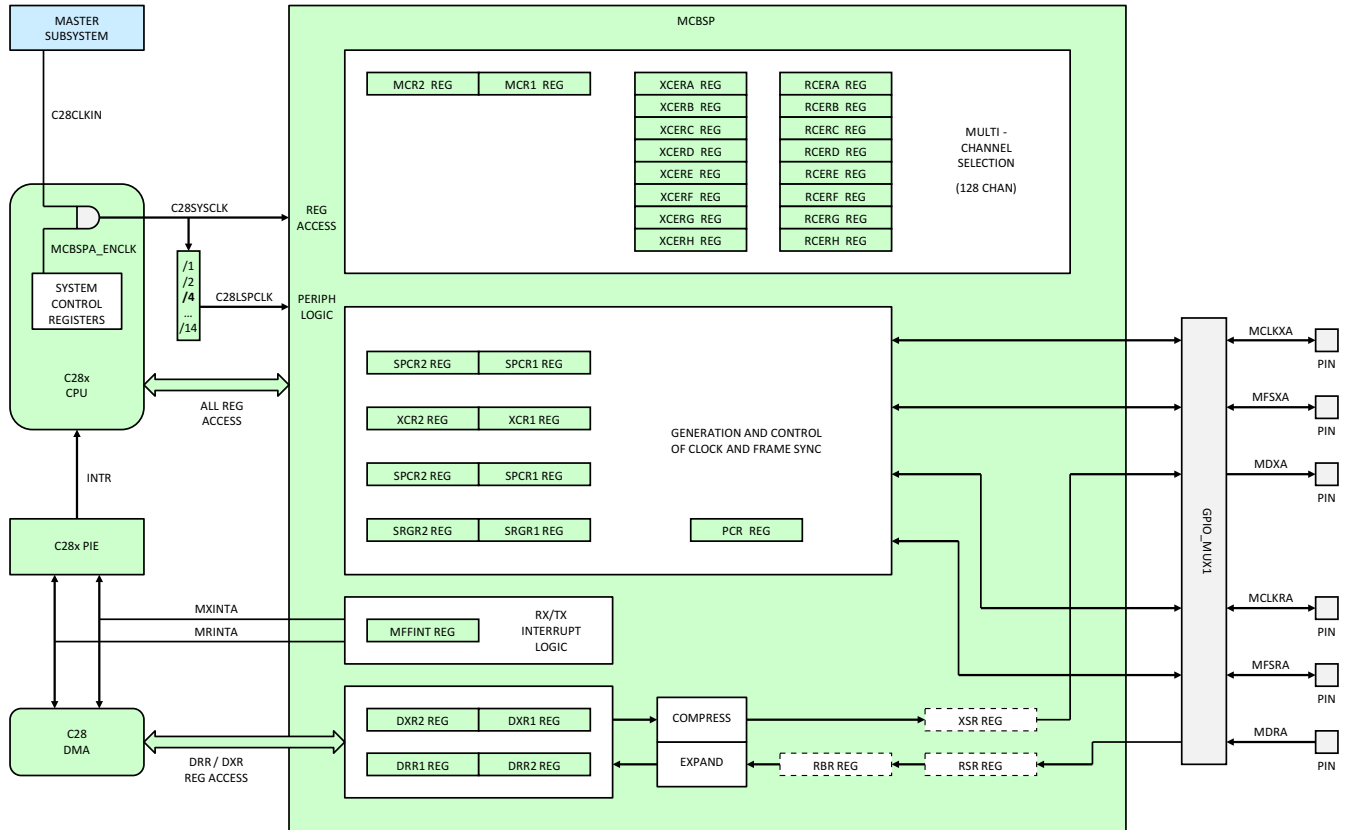 MASTER
SUBSYSTEM
MCBSP
C28CLKIN
MCR2 REG
MCR1 REG
XCERA REG
XCERB REG
XCERC REG
XCERD REG
XCERE REG
XCERF REG
XCERG REG
XCERH REG
RCERA REG
RCERB REG
RCERC REG
RCERD REG
RCERE REG
RCERF REG
RCERG REG
RCERH REG
MULTI -
CHANNEL
SELECTION
(128 CHAN)
C28SYSCLK
REG
ACCESS
MCBSPA_ENCLK
SYSTEM
CONTROL
REGISTERS
/1
/2
/4
...
/14
C28LSPCLK
PERIPH
LOGIC
C28x
CPU
ALL REG
ACCESS
SPCR2 REG
SPCR1 REG
XCR2 REG
XCR1 REG
SPCR2 REG
SPCR1 REG
SRGR2 REG
SRGR1 REG
GENERATION AND CONTROL
OF CLOCK AND FRAME SYNC
PCR REG
INTR
C28x PIE
MXINTA
MRINTA
MFFINT REG
RX/TX
INTERRUPT
LOGIC
C28
DMA
DRR / DXR
REG ACCESS
DXR2 REG
DXR1 REG
DRR1 REG
DRR2 REG
COMPRESS
EXPAND
XSR REG
RBR REG
RSR REG
GPIO_MUX1
MCLKXA
PIN
MFSXA
PIN
MDXA
PIN
MCLKRA
PIN
MFSRA
PIN
MDRA
PIN